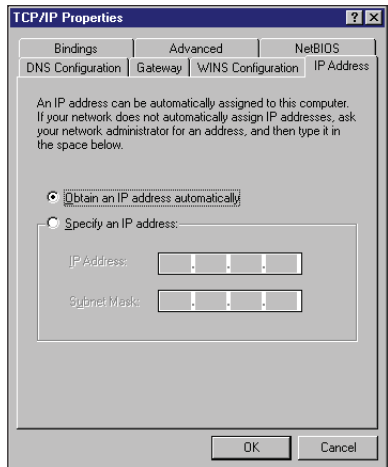 TCP/IP Properties
Bindings Advanced NetBIOS
DNS Configuration Gateway WINS Configuration IP Address
An IP address can be automatically assigned to this computer.
If your network does not automatically assign IP addresses, ask
your network administrator for an address, and then type it in
the space below.
Obtain an IP address automatically
Specify an IP address:
IP Address:
Subnet Mask:
OK Cancel